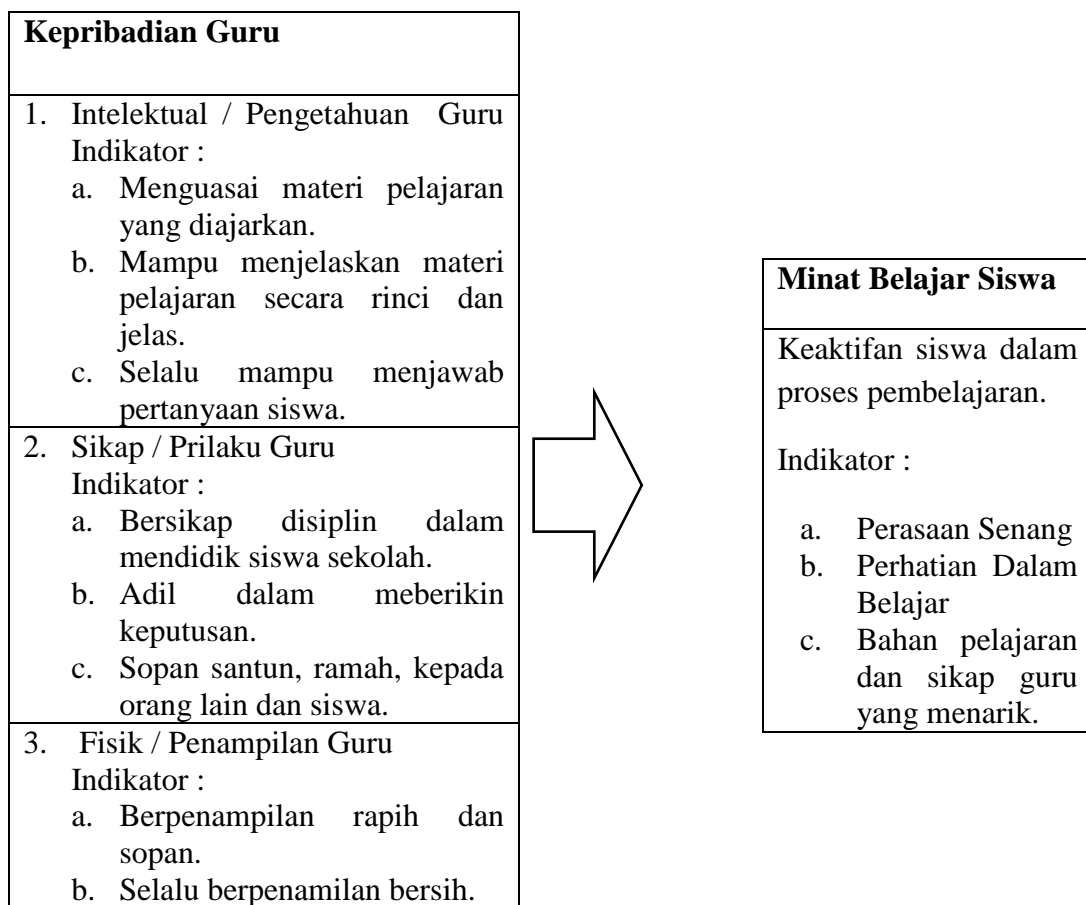 Kepribadian Guru
1. Intelektual / Pengetahuan Guru
Indikator :
a. Menguasai materi pelajaran
yang diajarkan.
b. Mampu menjelaskan materi
pelajaran secara rinci dan
jelas.
c. Selalu mampu menjawab
pertanyaan siswa.
2. Sikap / Prilaku Guru
Indikator :
a. Bersikap disiplin dalam
mendidik siswa sekolah.
b. Adil dalam meberikin
keputusan.
c. Sopan santun, ramah, kepada
orang lain dan siswa.
3. Fisik / Penampilan Guru
Indikator :
a. Berpenampilan rapih dan
sopan.
b. Selalu berpenamilan bersih.
Minat Belajar Siswa
Keaktifan siswa dalam
proses pembelajaran.
Indikator :
a. Perasaan Senang
b. Perhatian Dalam
Belajar
c. Bahan pelajaran
dan sikap guru
yang menarik.